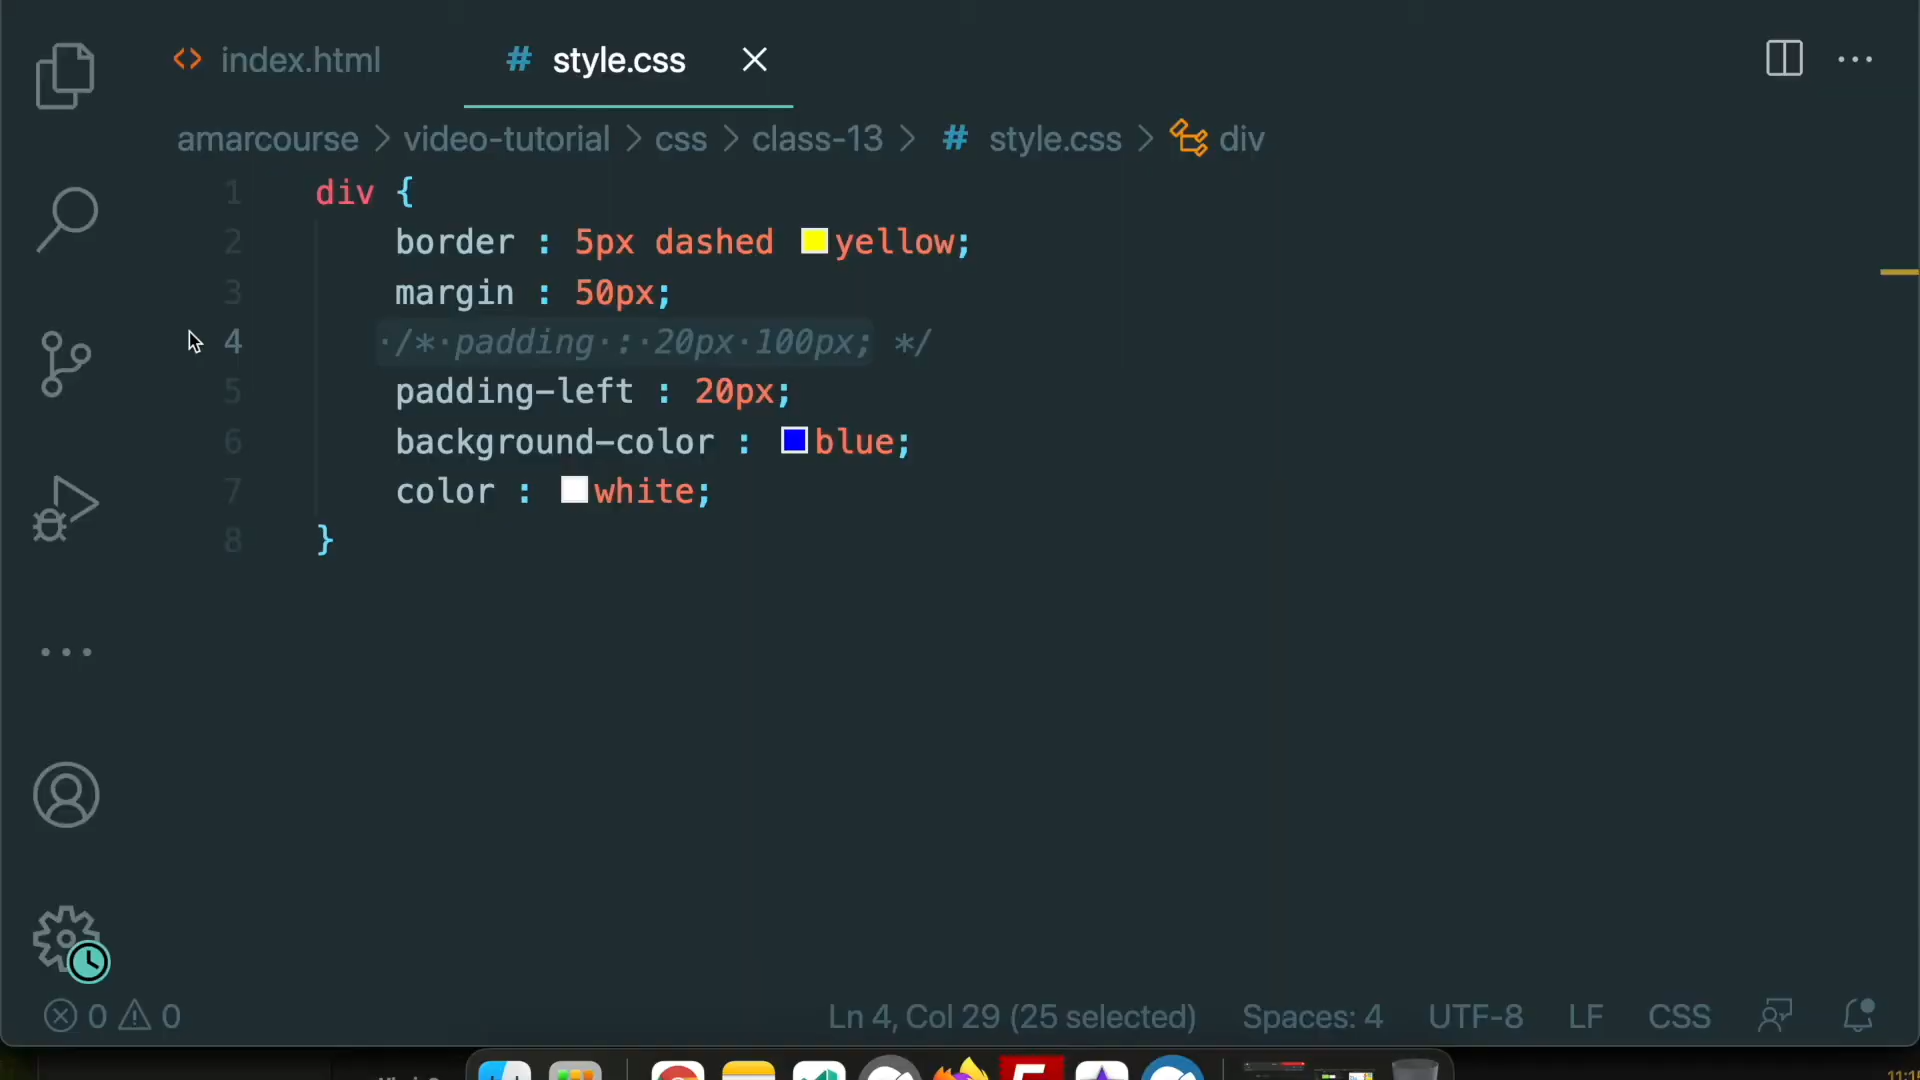 index.html
# style.css
amarcourse > video-tutorial > css > class-13 > # style.css > div
1 div {
2 border : 5px dashed yellow;
3 margin : 50px;
4 /* padding : 20px 100px; */
5 padding-left : 20px;
6 background-color : blue;
7 color : white;
8 }
0 0 Ln 4, Col 29 (25 selected) Spaces: 4 UTF-8 LF CSS